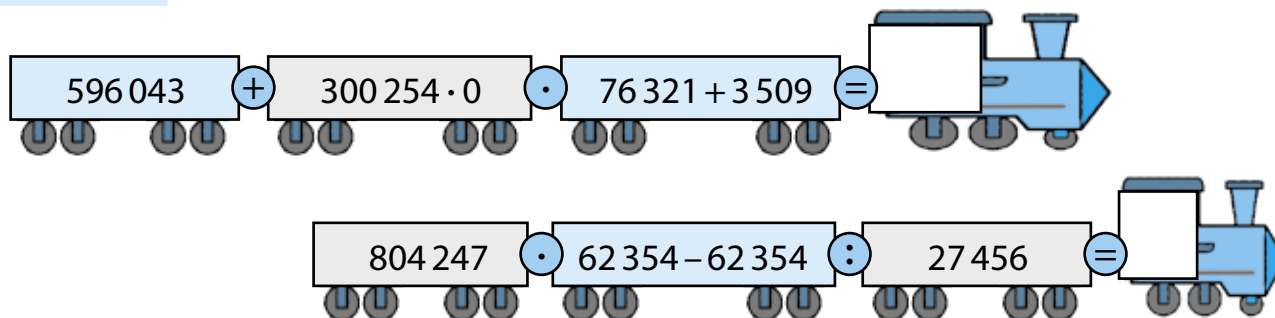 596 043 + 300 254 · 0 · 76 321 + 3 509 =
804 247 · 62 354 – 62 354 : 27 456 =